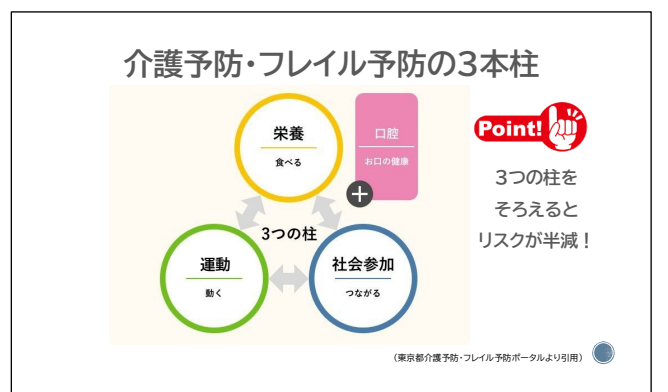 介護予防・フレイル予防の3本柱
栄養
食べる
口腔
お口の健康
+
3つの柱
運動
動く
社会参加
つながる
Point!
3つの柱を
そろえると
リスクが半減！
（東京都介護予防・フレイル予防ポータルより引用）